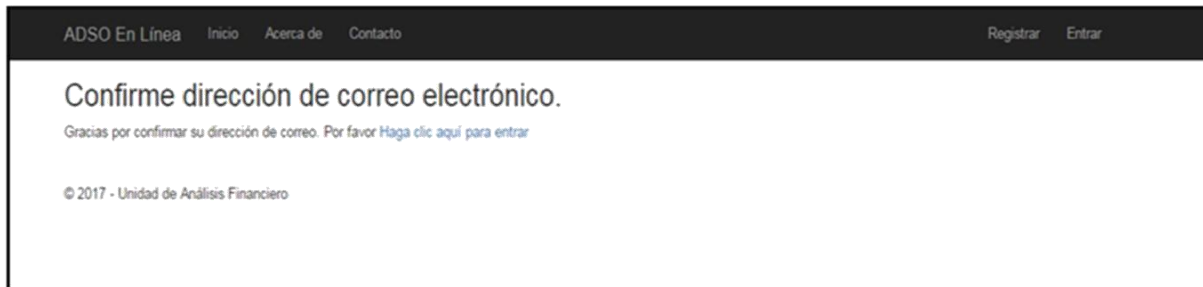 ADSO En Línea Inicio Acerca de Contacto Registrar Entrar
Confirme dirección de correo electrónico.
Gracias por confirmar su dirección de correo. Por favor Haga clic aquí para entrar
© 2017 - Unidad de Análisis Financiero